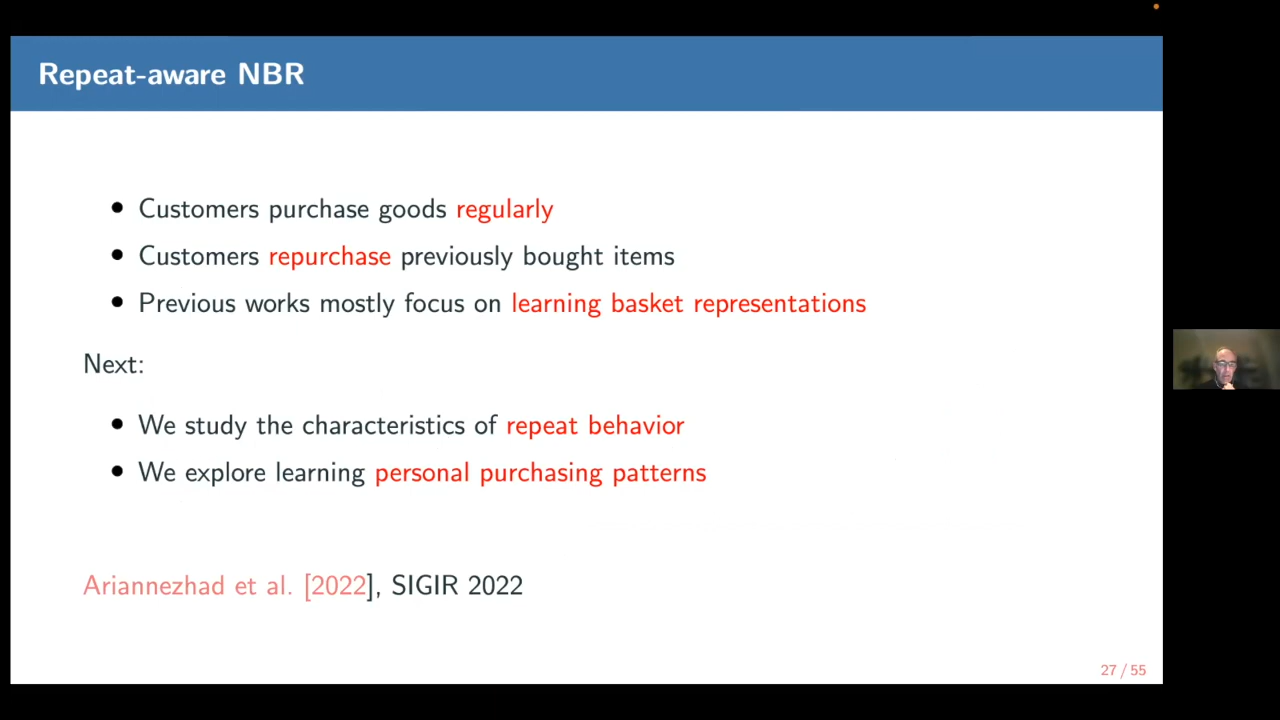 Repeat-aware NBR
• Customers purchase goods regularly
• Customers repurchase previously bought items
• Previous works mostly focus on learning basket representations
Next:
• We study the characteristics of repeat behavior
• We explore learning personal purchasing patterns
Ariannezhad et al. [2022], SIGIR 2022
27 / 55